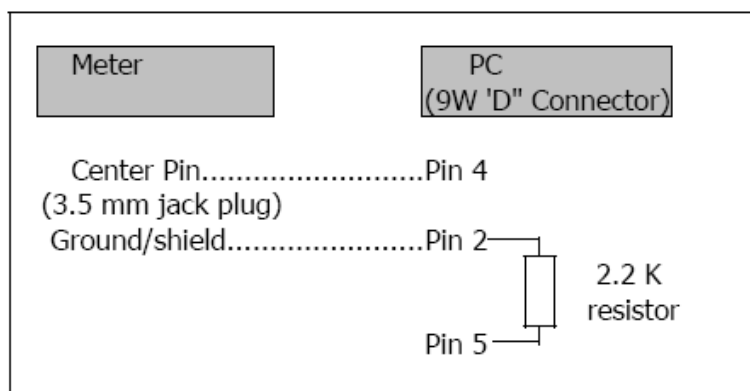 Meter PC
(9W 'D" Connector)
Center Pin........................Pin 4
(3.5 mm jack plug)
Ground/shield.....................Pin 2
2.2 K
resistor
Pin 5